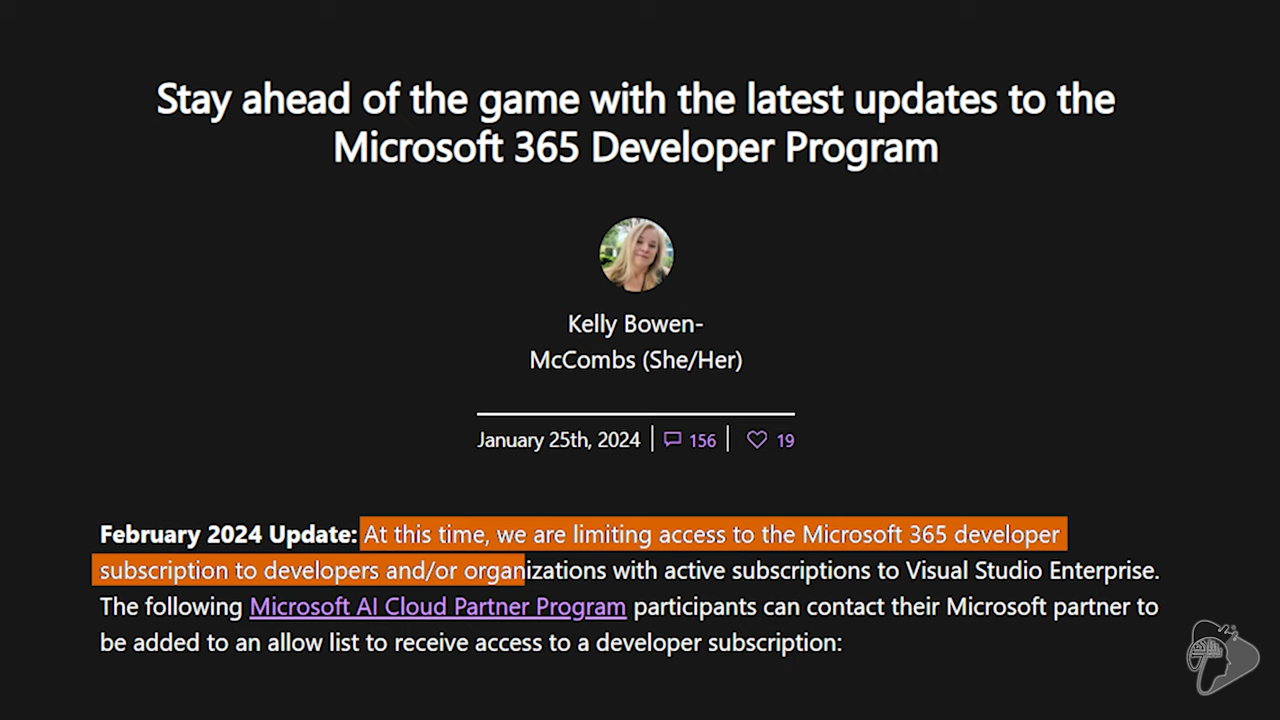 Stay ahead of the game with the latest updates to the
Microsoft 365 Developer Program
Kelly Bowen-
McCombs (She/Her)
January 25th, 2024 156 19
February 2024 Update: At this time, we are limiting access to the Microsoft 365 developer
subscription to developers and/or organizations with active subscriptions to Visual Studio Enterprise.
The following Microsoft AI Cloud Partner Program participants can contact their Microsoft partner to
be added to an allow list to receive access to a developer subscription: